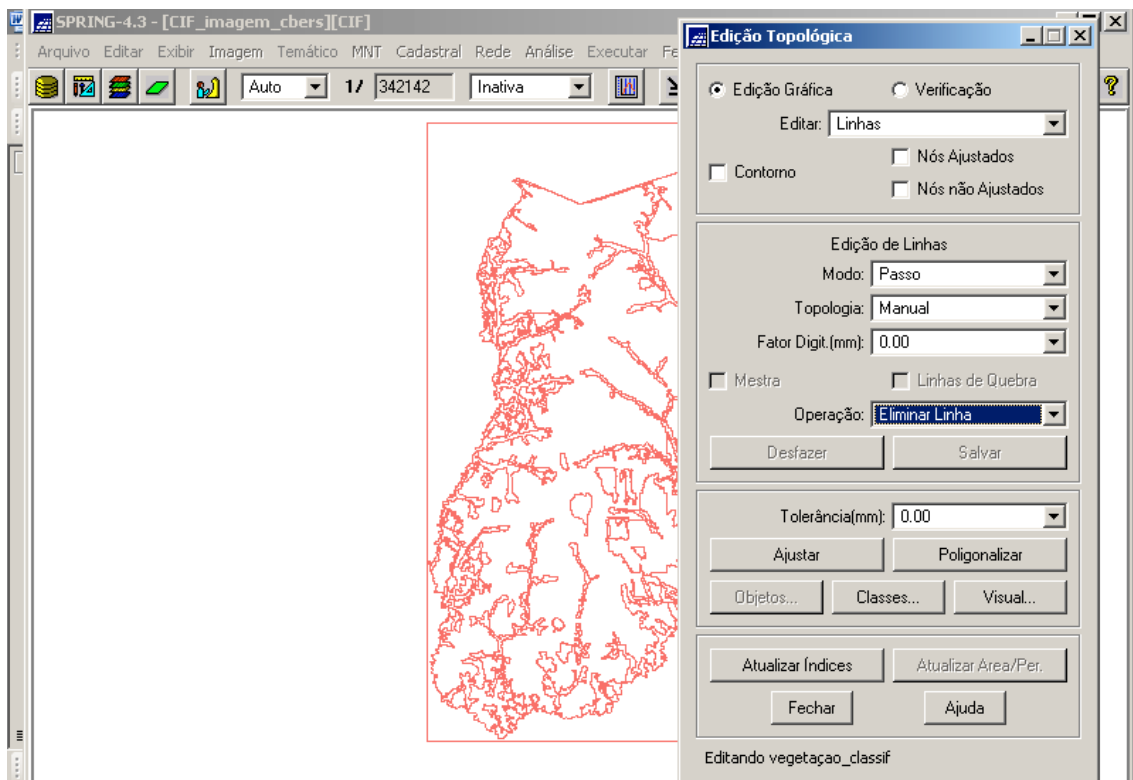 SPRING-4.3 - [CIF_imagem_cbers][CIF]
Arquivo Editar Exibir Imagem Temático MNT Cadastral Rede Análise Executar Fe
Auto 1/ 342142 Inativa
Edição Topológica
Edição Gráfica Verificação
Editar: Linhas
Contorno
Nós Ajustados
Nós não Ajustados
Edição de Linhas
Modo: Passo
Topologia: Manual
Fator Digit.(mm): 0.00
Mestra Linhas de Quebra
Operação: Eliminar Linha
Desfazer Salvar
Tolerância(mm): 0.00
Ajustar Poligonalizar
Objetos... Classes... Visual...
Atualizar Índices Atualizar Area/Per.
Fechar Ajuda
Editando vegetaçao_classif